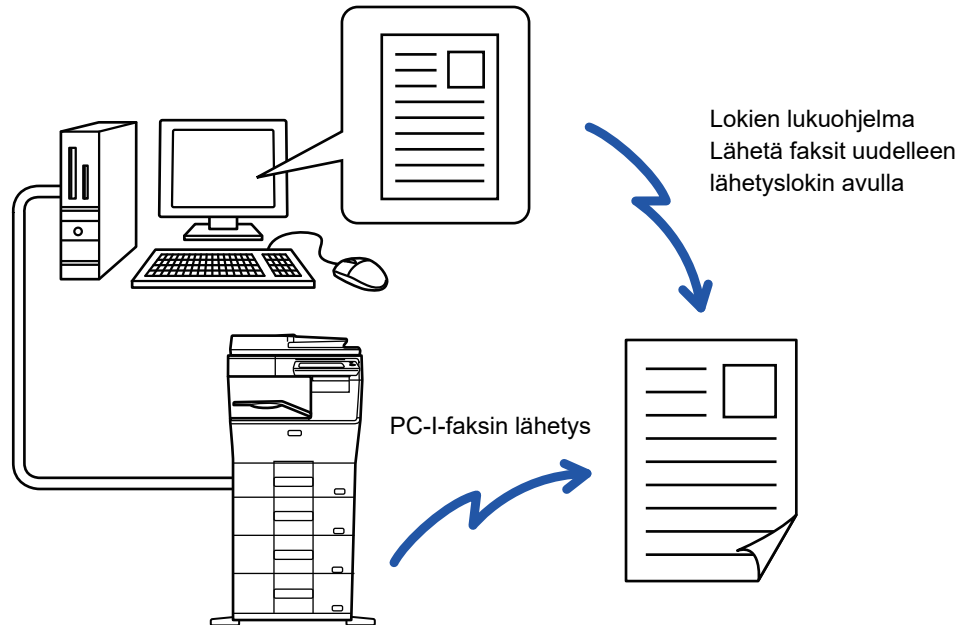 Lokien lukuohjelma
Lähetä faksit uudelleen
lähetyslokin avulla
PC-I-faksin lähetys